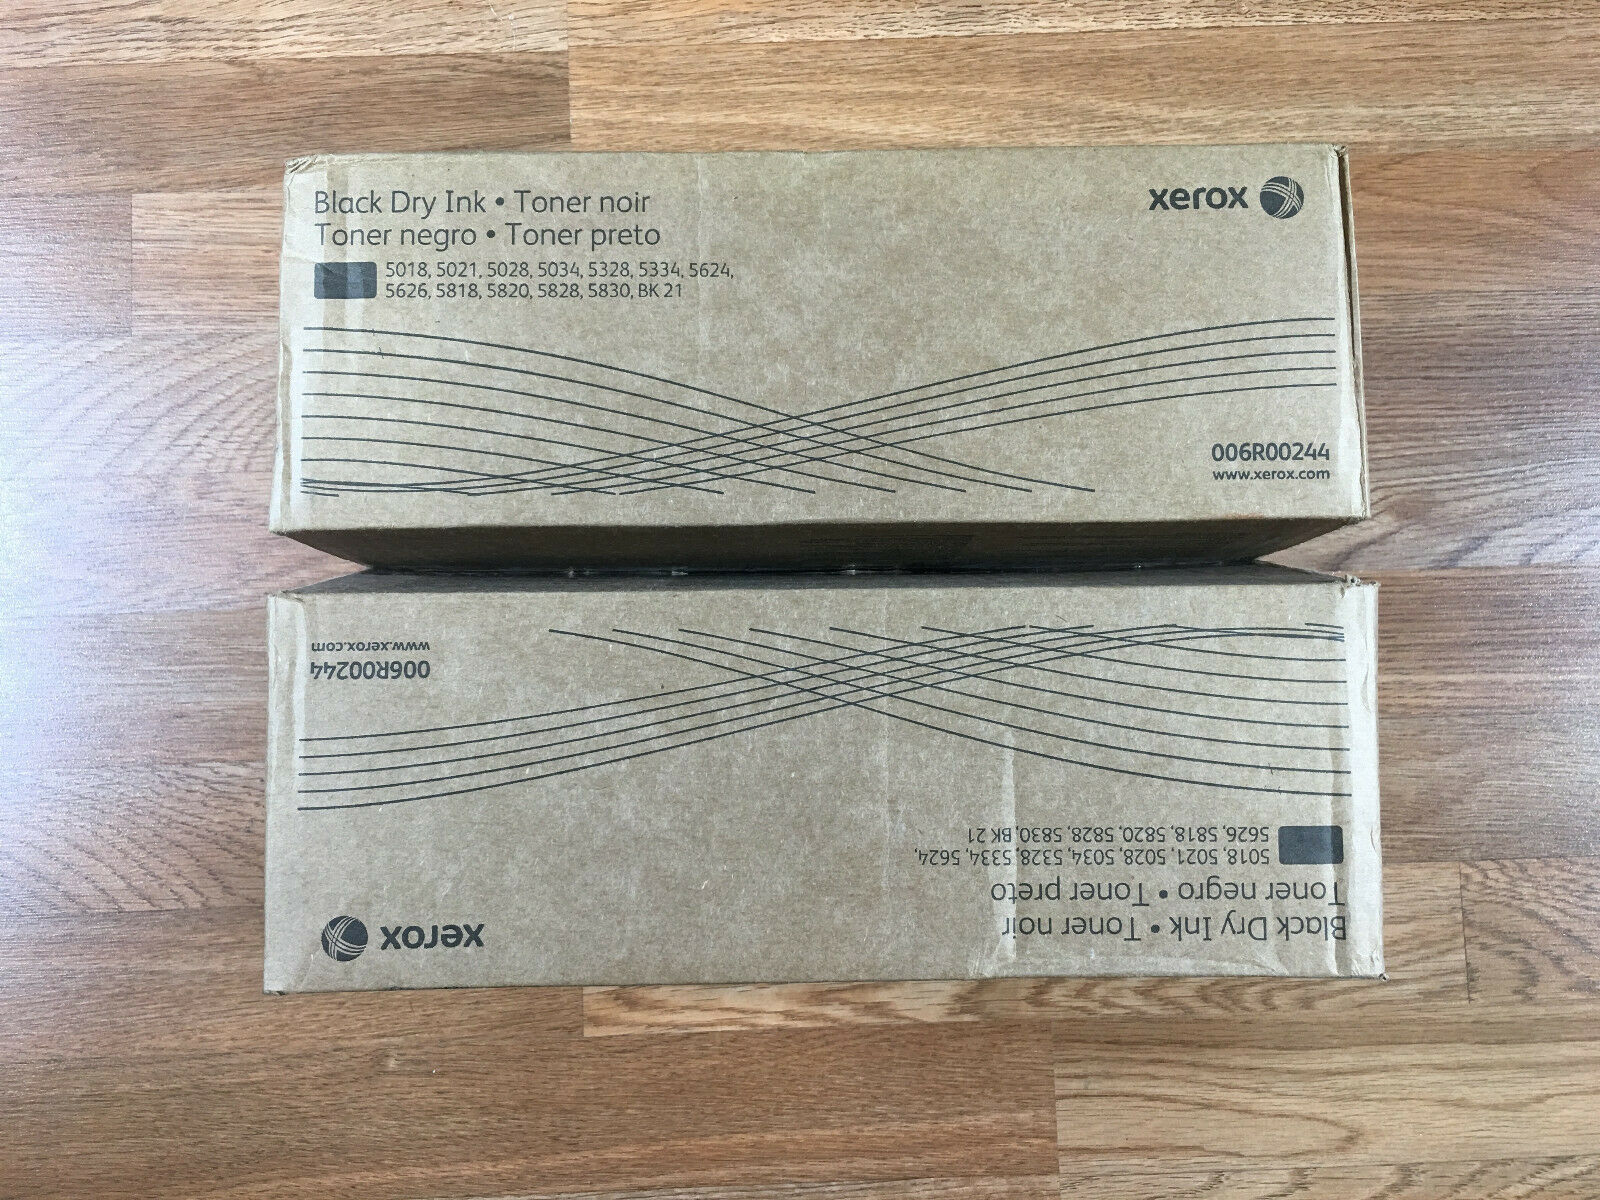 Black Dry Ink • Toner noir
Toner negro • Toner preto
5018, 5021, 5028, 5034, 5328, 5334, 5624,
5626, 5818, 5820, 5828, 5830, BK 21
xerox
006R00244
www.xerox.com
Black Dry Ink • Toner noir
Toner negro • Toner preto
5018, 5021, 5028, 5034, 5328, 5334, 5624,
5626, 5818, 5820, 5828, 5830, BK 21
xerox
006R00244
www.xerox.com